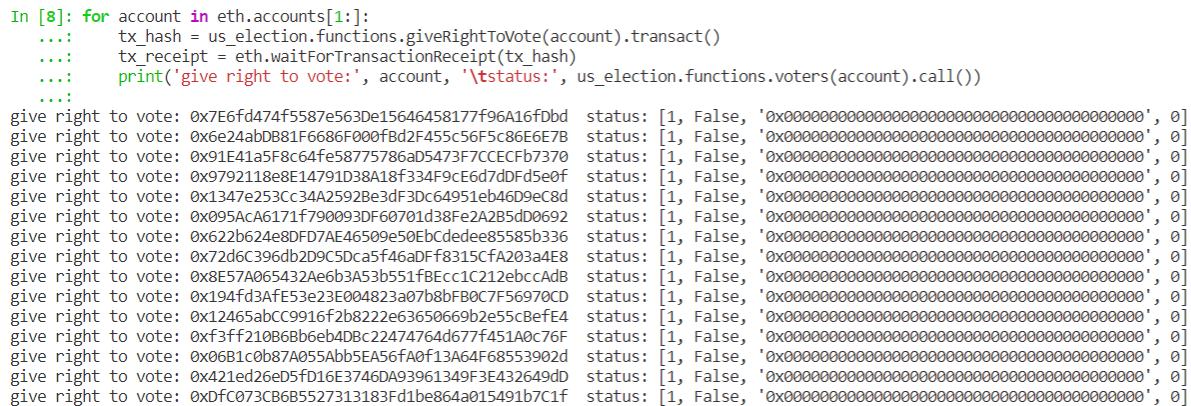 In [8]: for account in eth.accounts[1:]:
   ...:     tx_hash = us_election.functions.giveRightToVote(account).transact()
   ...:     tx_receipt = eth.waitForTransactionReceipt(tx_hash)
   ...:     print('give right to vote:', account, '\tstatus:', us_election.functions.voters(account).call())
   ...:
give right to vote: 0x7E6fd474f5587e563De15646458177f96A16fDbd  status: [1, False, '0x0000000000000000000000000000000000000000', 0]
give right to vote: 0x6e24abDB81F6686F000fBd2F455c56F5c86E6E7B  status: [1, False, '0x0000000000000000000000000000000000000000', 0]
give right to vote: 0x91E41a5F8c64fe58775786aD5473F7CCECFb7370  status: [1, False, '0x0000000000000000000000000000000000000000', 0]
give right to vote: 0x9792118e8E14791D38A18f334F9cE6d7dDFd5e0f  status: [1, False, '0x0000000000000000000000000000000000000000', 0]
give right to vote: 0x1347e253Cc34A2592Be3dF3Dc64951eb46D9eC8d  status: [1, False, '0x0000000000000000000000000000000000000000', 0]
give right to vote: 0x095AcA6171f790093DF60701d38Fe2A2B5dD0692  status: [1, False, '0x0000000000000000000000000000000000000000', 0]
give right to vote: 0x622b624e8DFD7AE46509e50EbCdedee85585b336  status: [1, False, '0x0000000000000000000000000000000000000000', 0]
give right to vote: 0x72d6C396db2D9C5Dca5f46aDFf8315CfA203a4E8  status: [1, False, '0x0000000000000000000000000000000000000000', 0]
give right to vote: 0x8E57A065432Ae6b3A53b551fBEcc1C212ebccAdB  status: [1, False, '0x0000000000000000000000000000000000000000', 0]
give right to vote: 0x194fd3AfE53e23E004823a07b8bFB0C7F56970CD  status: [1, False, '0x0000000000000000000000000000000000000000', 0]
give right to vote: 0x12465abCC9916f2b8222e63650669b2e55cBefE4  status: [1, False, '0x0000000000000000000000000000000000000000', 0]
give right to vote: 0xf3ff210B6Bb6eb4DBc22474764d677f451A0c76F  status: [1, False, '0x0000000000000000000000000000000000000000', 0]
give right to vote: 0x06B1c0b87A055Abb5EA56fA0f13A64F68553902d  status: [1, False, '0x0000000000000000000000000000000000000000', 0]
give right to vote: 0x421ed26eD5fD16E3746DA93961349F3E432649dD  status: [1, False, '0x0000000000000000000000000000000000000000', 0]
give right to vote: 0xDfC073CB6B5527313183Fd1be864a015491b7C1f  status: [1, False, '0x0000000000000000000000000000000000000000', 0]